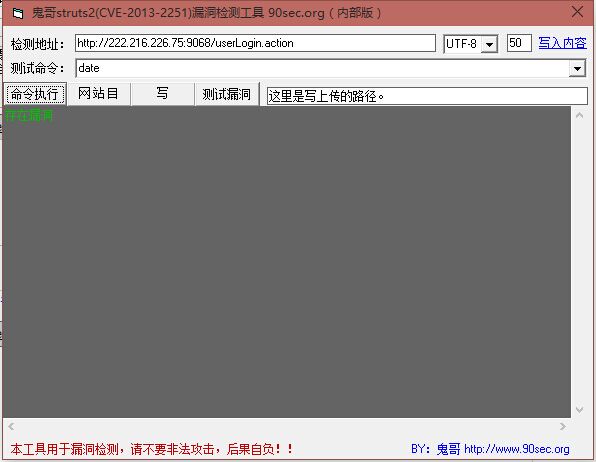 鬼哥struts2(CVE-2013-2251)漏洞检测工具 90sec.org（内部版）
检测地址： http://222.216.226.75:9068/userLogin.action UTF-8 50 写入内容
测试命令： date
命令执行 网站目 写 测试漏洞 这里是写上传的路径。
存在漏洞
本工具用于漏洞检测，请不要非法攻击，后果自负！！ BY：鬼哥 http://www.90sec.org